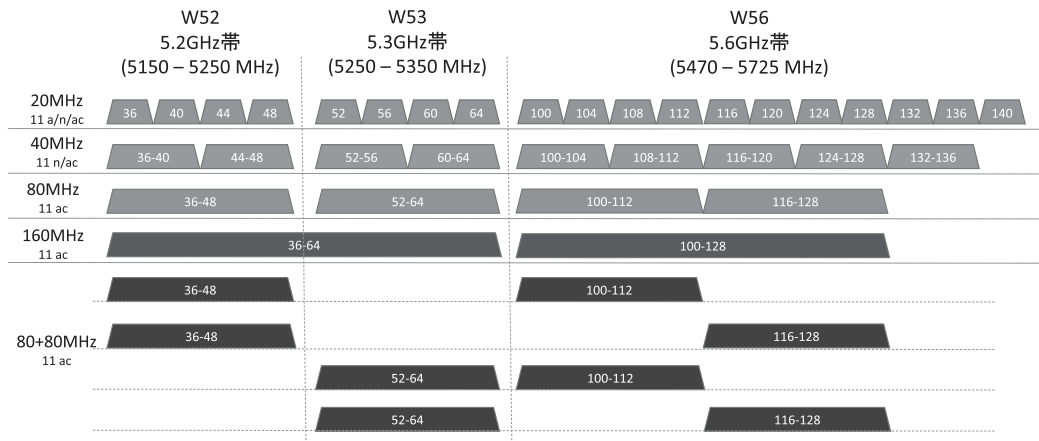 W52
5.2GHz帯
(5150 – 5250 MHz)
W53
5.3GHz帯
(5250 – 5350 MHz)
W56
5.6GHz帯
(5470 – 5725 MHz)
20MHz
11 a/n/ac
36 40 44 48 52 56 60 64 100 104 108 112 116 120 124 128 132 136 140
40MHz
11 n/ac
36-40 44-48 52-56 60-64 100-104 108-112 116-120 124-128 132-136
80MHz
11 ac
36-48 52-64 100-112 116-128
160MHz
11 ac
36-64 100-128
80+80MHz
11 ac
36-48 100-112
36-48 116-128
52-64 100-112
52-64 116-128